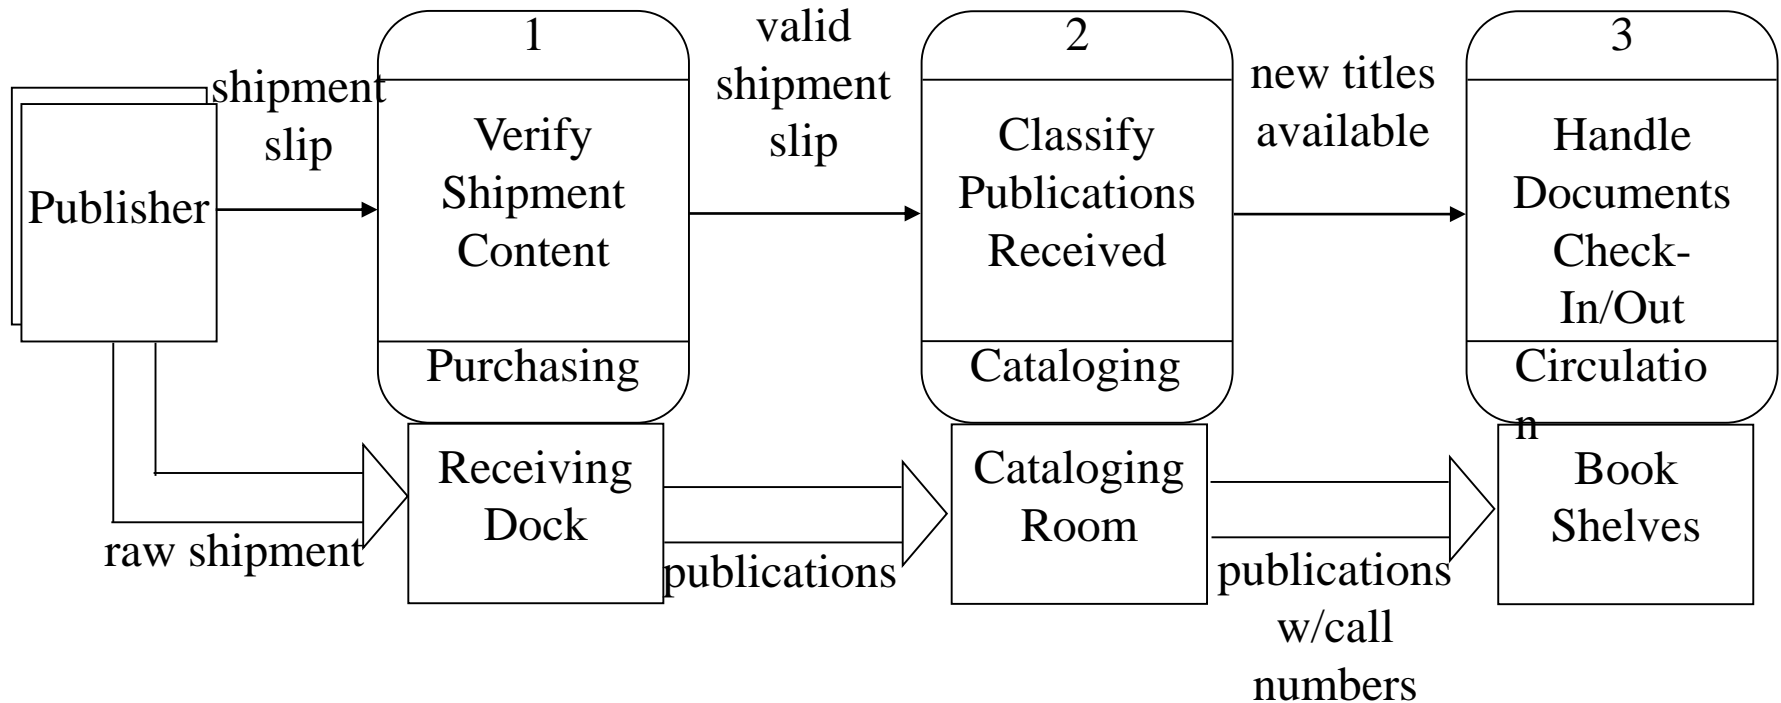 Publisher
shipment
slip
1
Verify
Shipment
Content
Purchasing
valid
shipment
slip
2
Classify
Publications
Received
Cataloging
new titles
available
3
Handle
Documents
Check-
In/Out
Circulatio
n
raw shipment
Receiving
Dock
publications
Cataloging
Room
publications
w/call
numbers
Book
Shelves